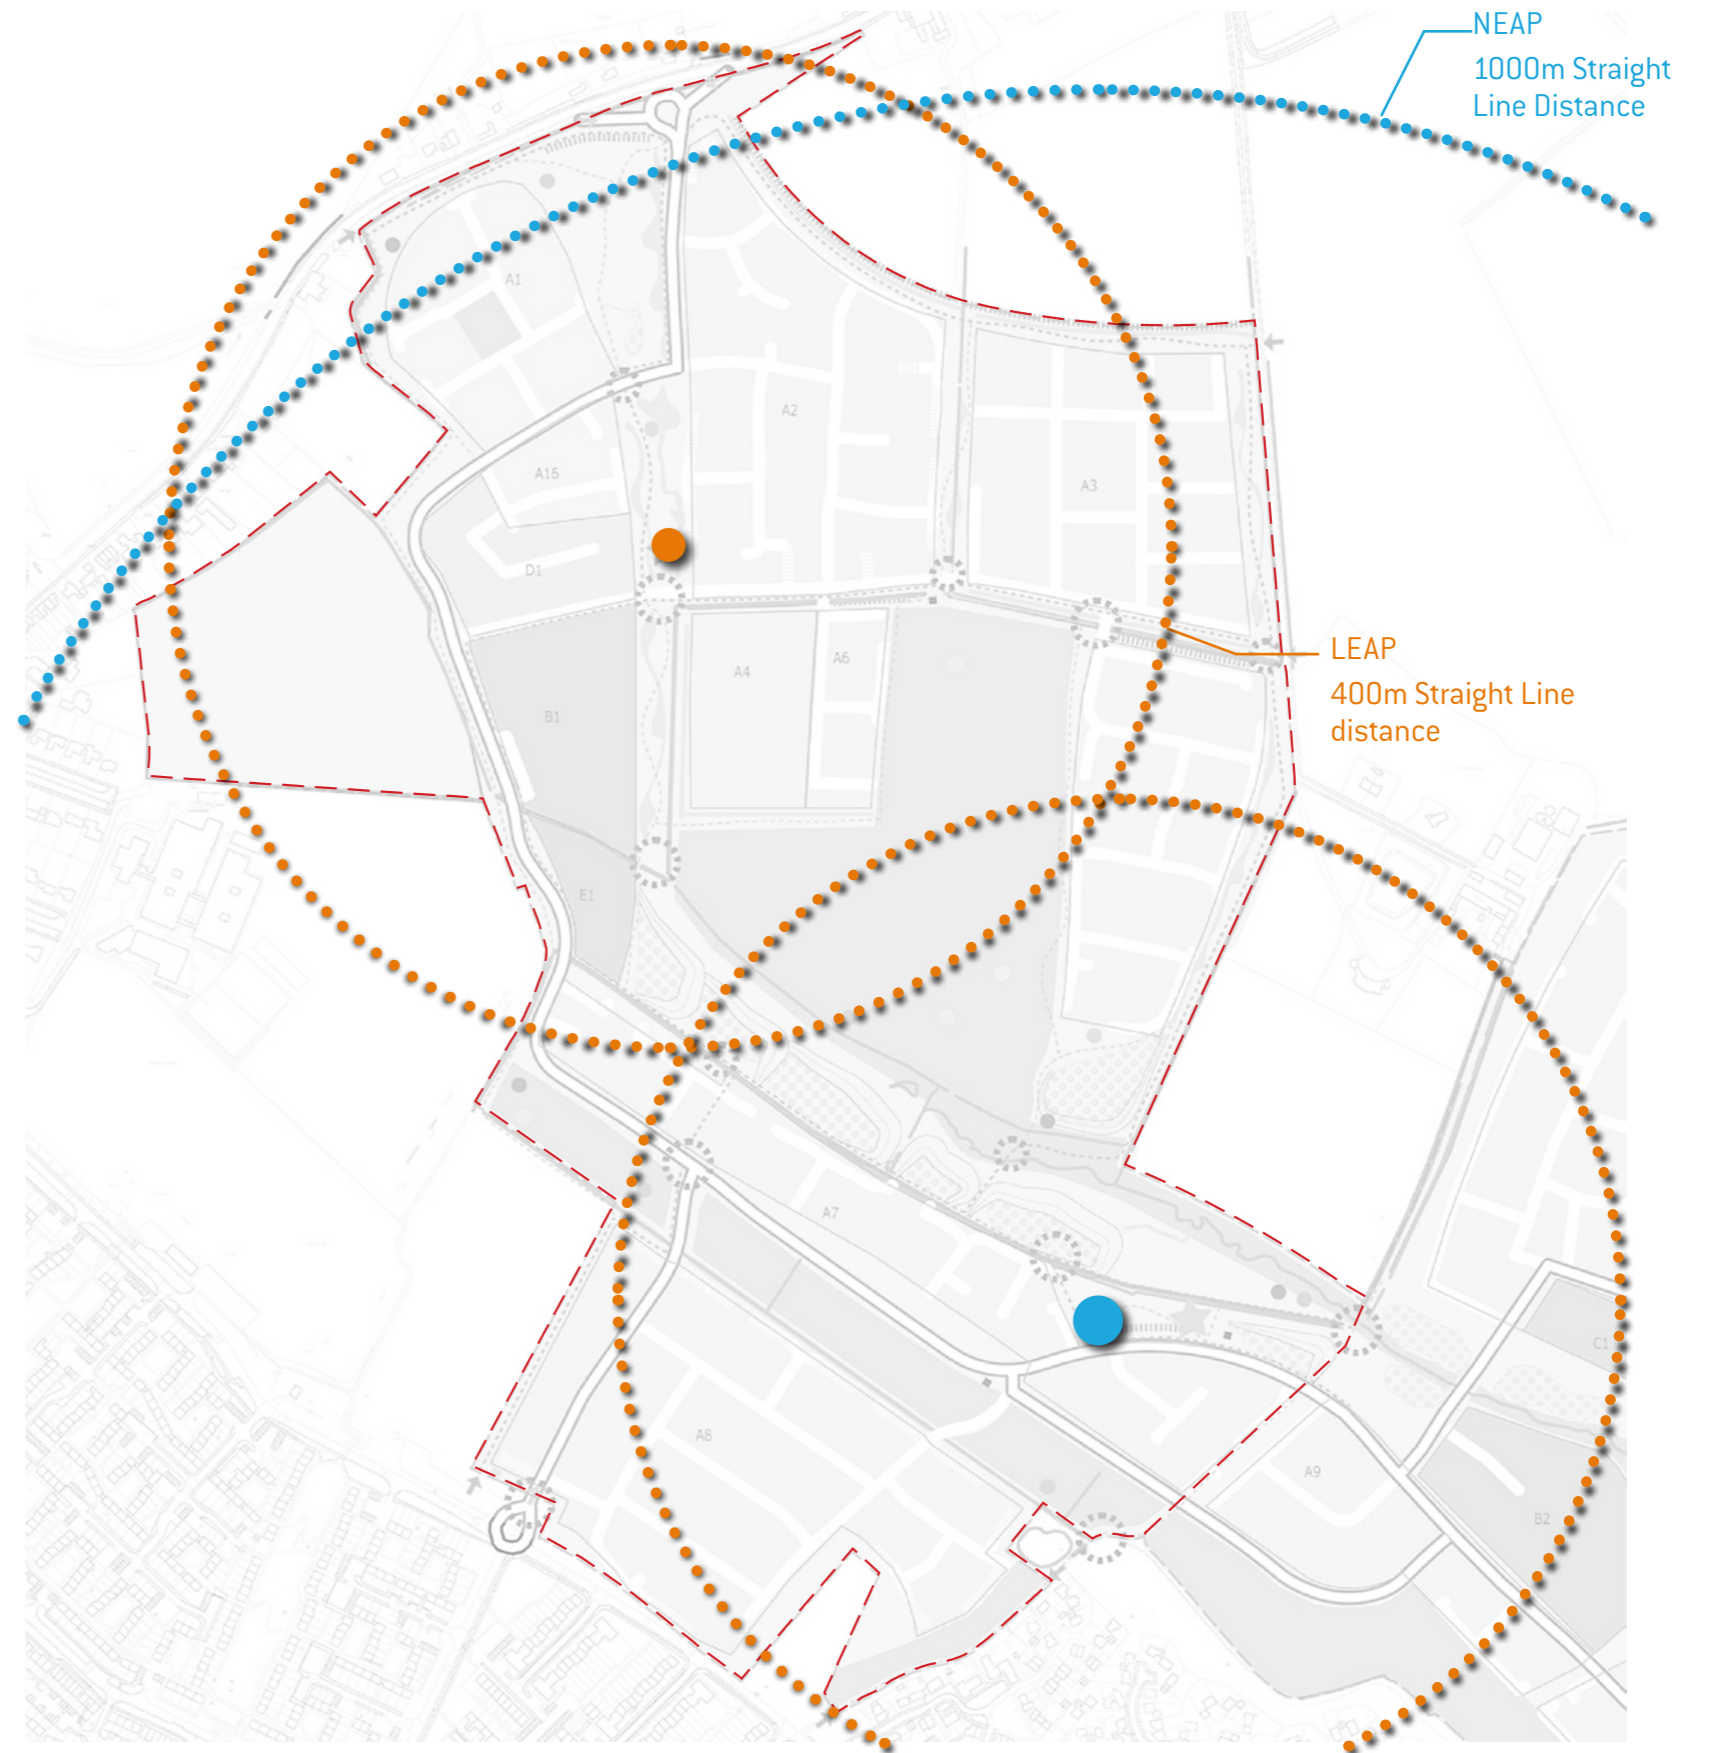 NEAP
1000m Straight
Line Distance
A1
A2
A16
A3
D1
LEAP
400m Straight Line
distance
A4
A6
B1
E1
A7
C1
A8
A9
B2